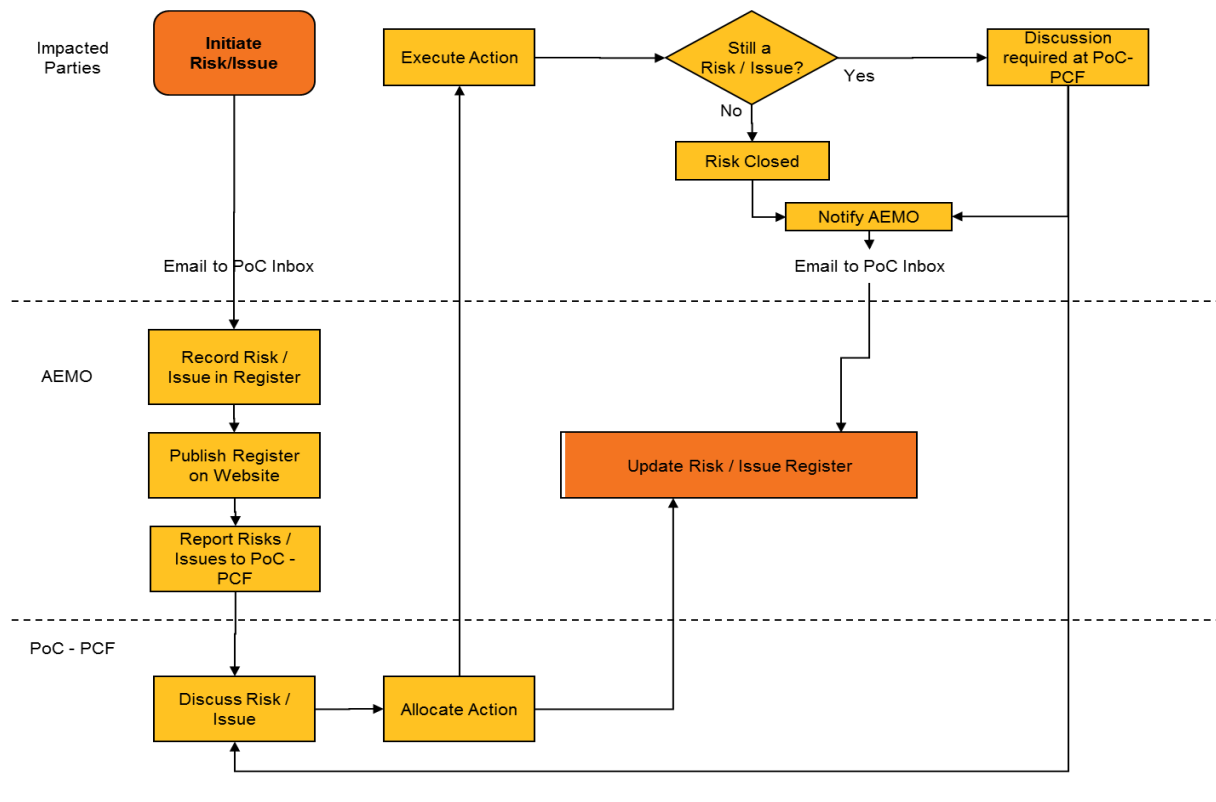 Impacted
Parties
Initiate
Risk/Issue
Execute Action
Still a
Risk / Issue?
Yes
No
Discussion
required at PoC-
PCF
Risk Closed
Notify AEMO
Email to PoC Inbox
Email to PoC Inbox
AEMO
Record Risk /
Issue in Register
Publish Register
on Website
Update Risk / Issue Register
Report Risks /
Issues to PoC -
PCF
PoC - PCF
Discuss Risk /
Issue
Allocate Action